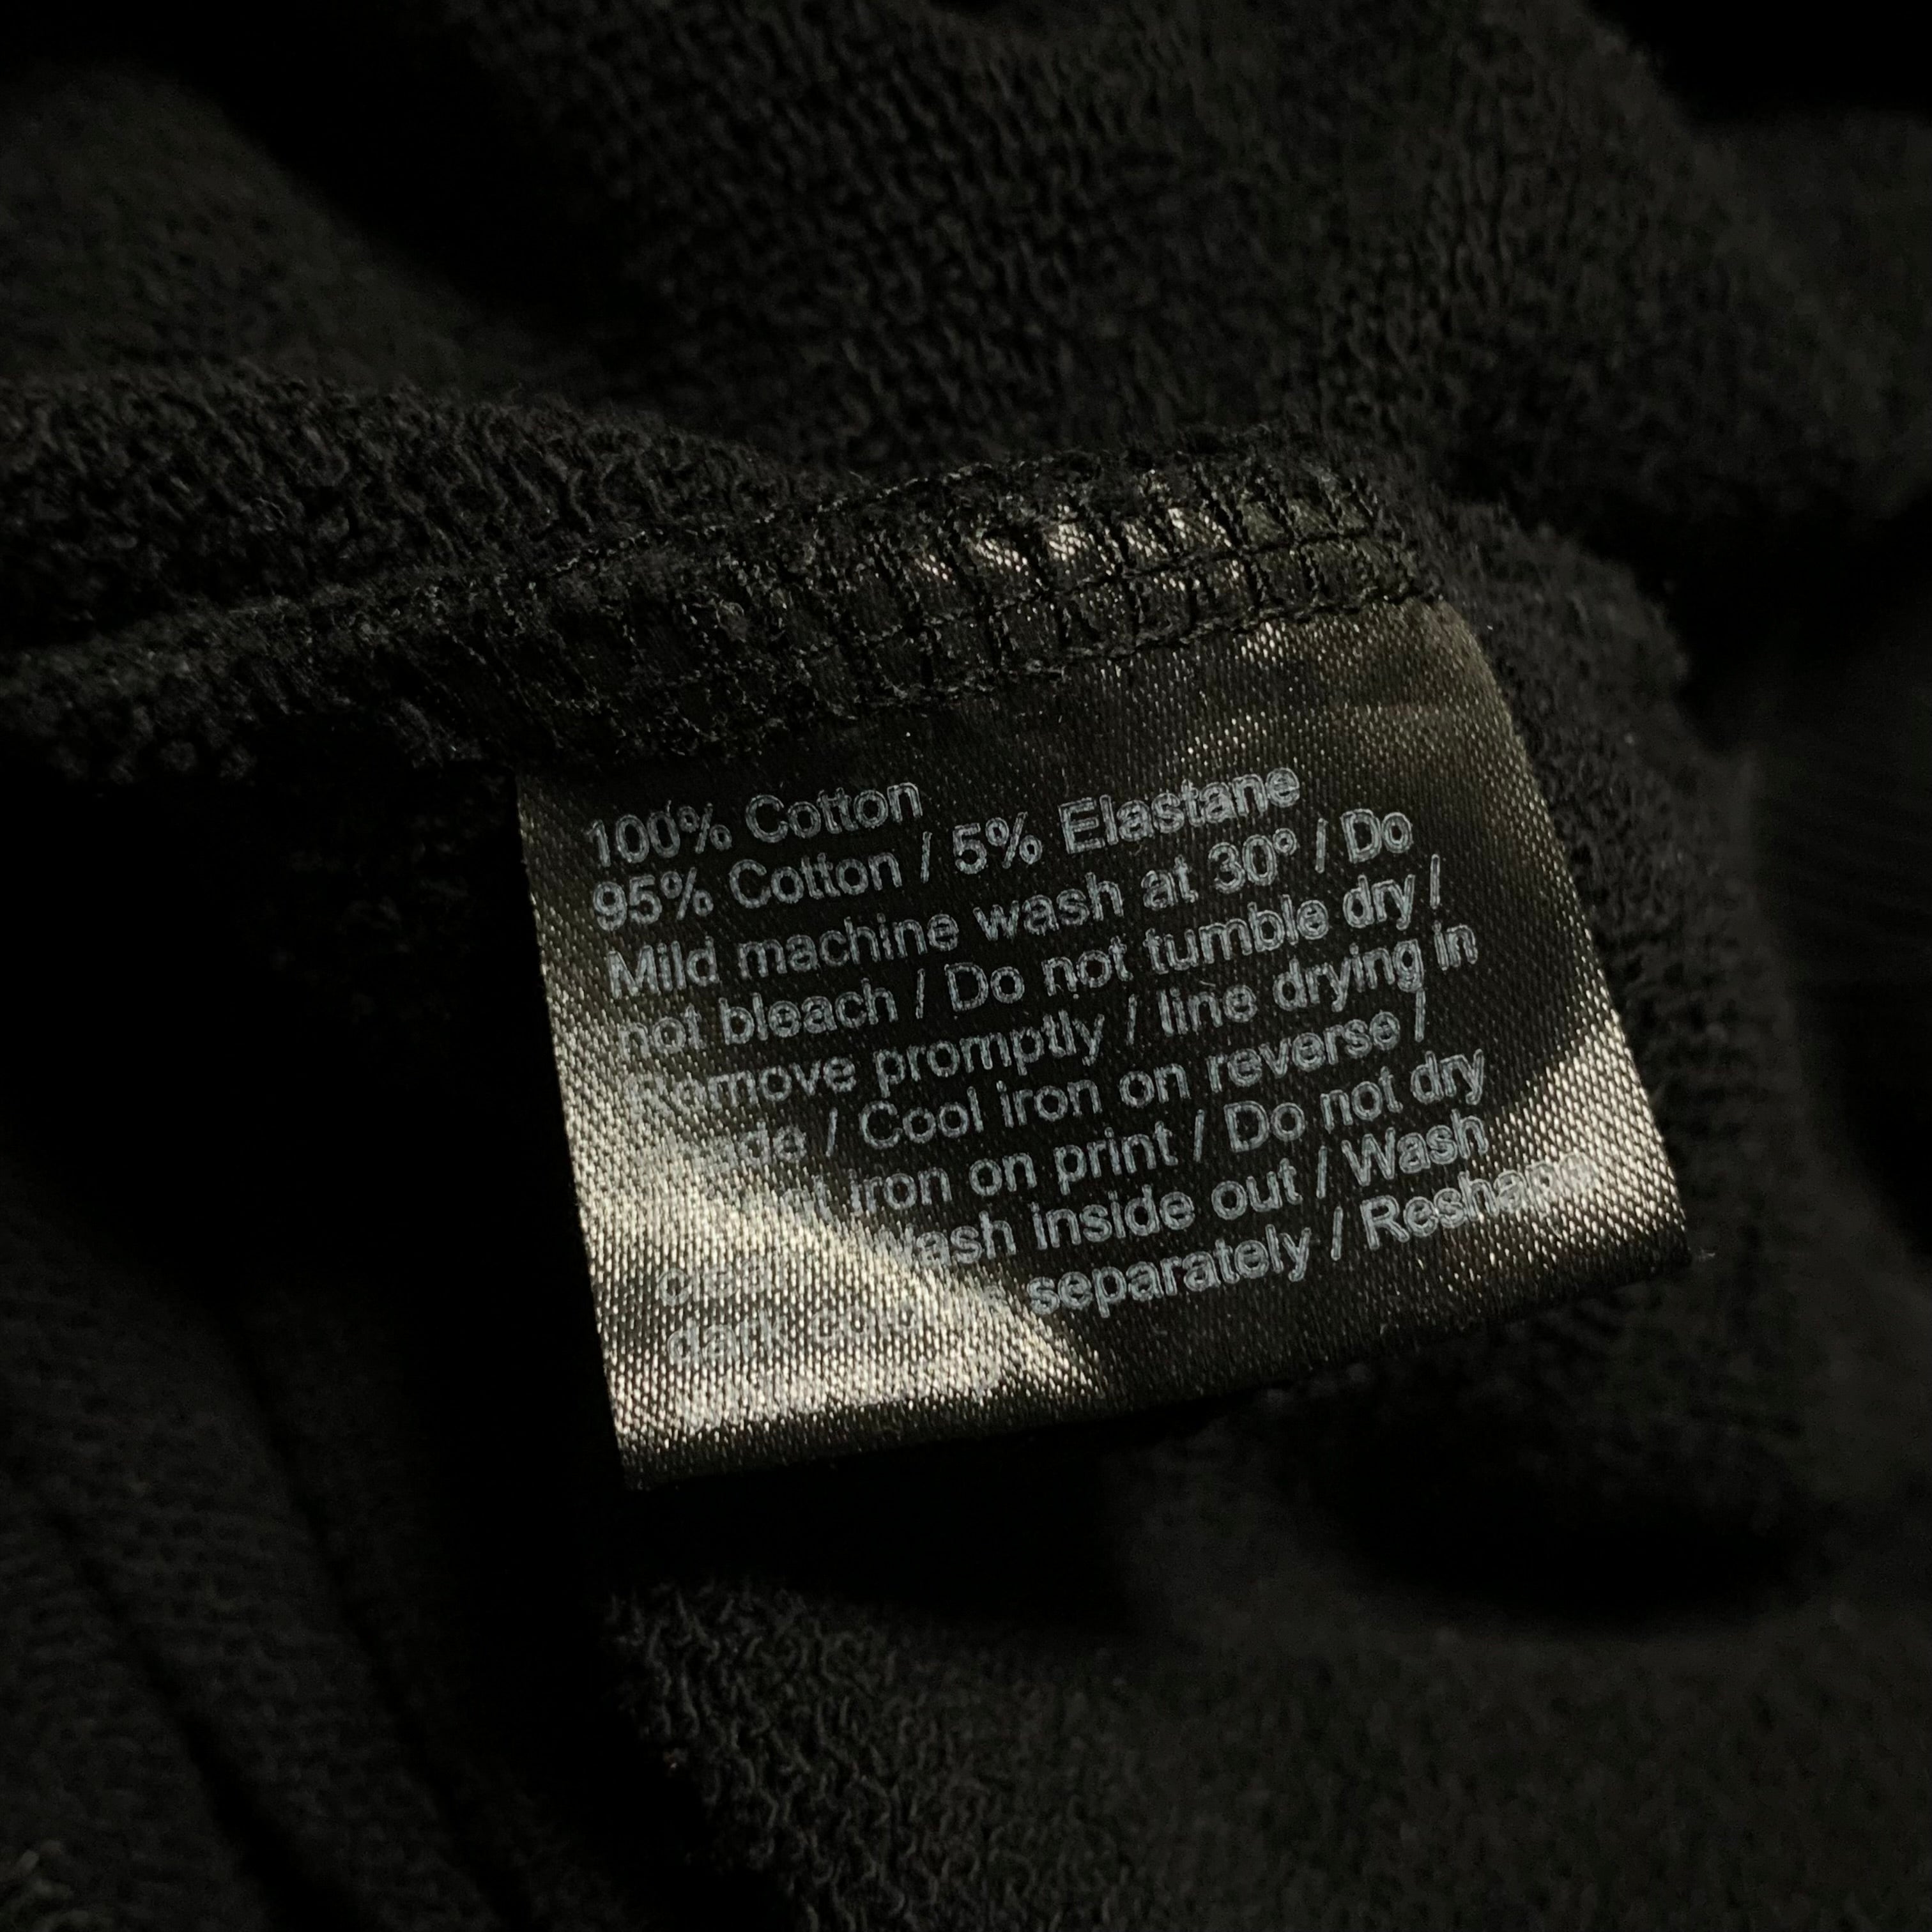 100% Cotton
95% Cotton / 5% Elastane
Mild machine wash at 30° / Do
not bleach / Do not tumble dry /
Remove promptly / line drying in
shade / Cool iron on reverse /
iron on print / Do not dry
Wash inside out / Wash
dark colours separately / Reshape